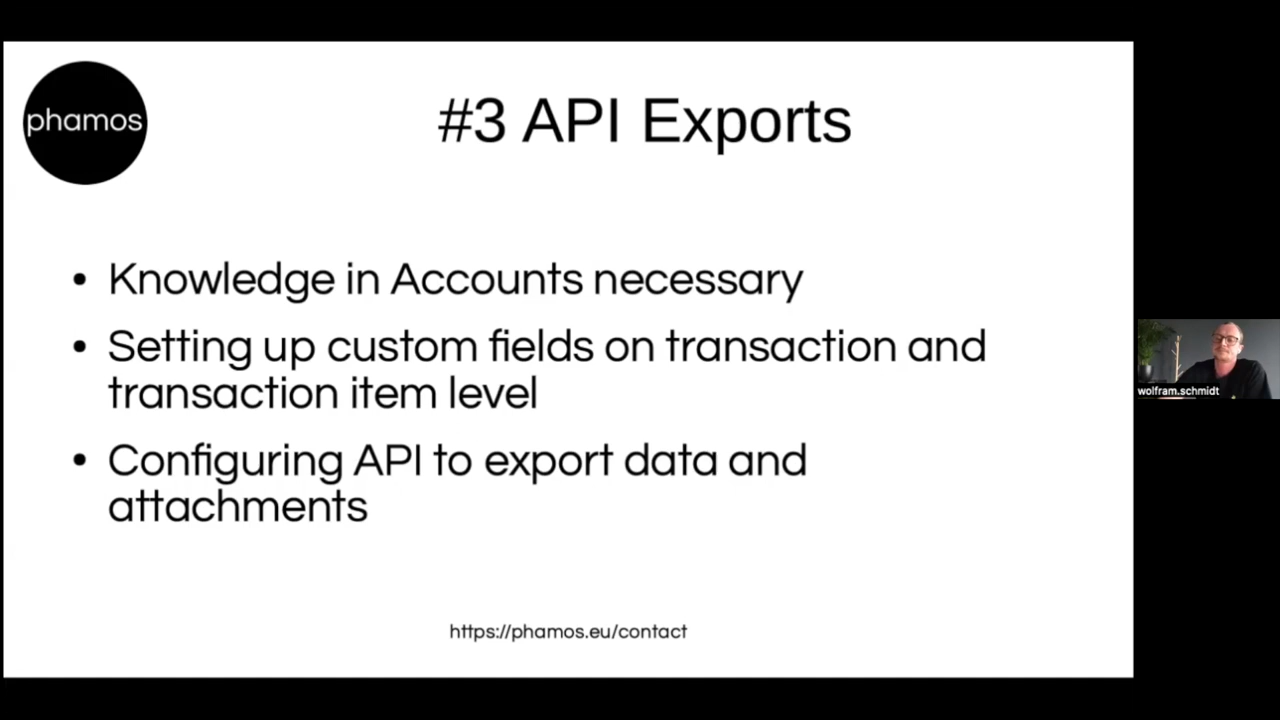 phamos
#3 API Exports
• Knowledge in Accounts necessary
• Setting up custom fields on transaction and
transaction item level
• Configuring API to export data and
attachments
wolfram.schmidt
https://phamos.eu/contact